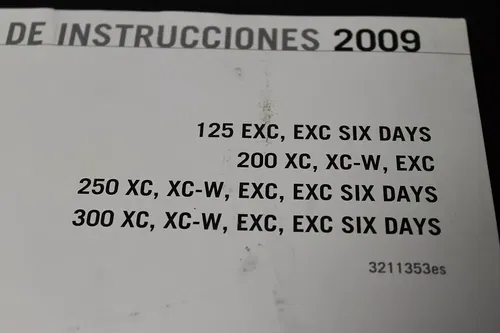 DE INSTRUCCIONES 2009
125 EXC, EXC SIX DAYS
200 XC, XC-W, EXC
250 XC, XC-W, EXC, EXC SIX DAYS
300 XC, XC-W, EXC, EXC SIX DAYS
3211353es